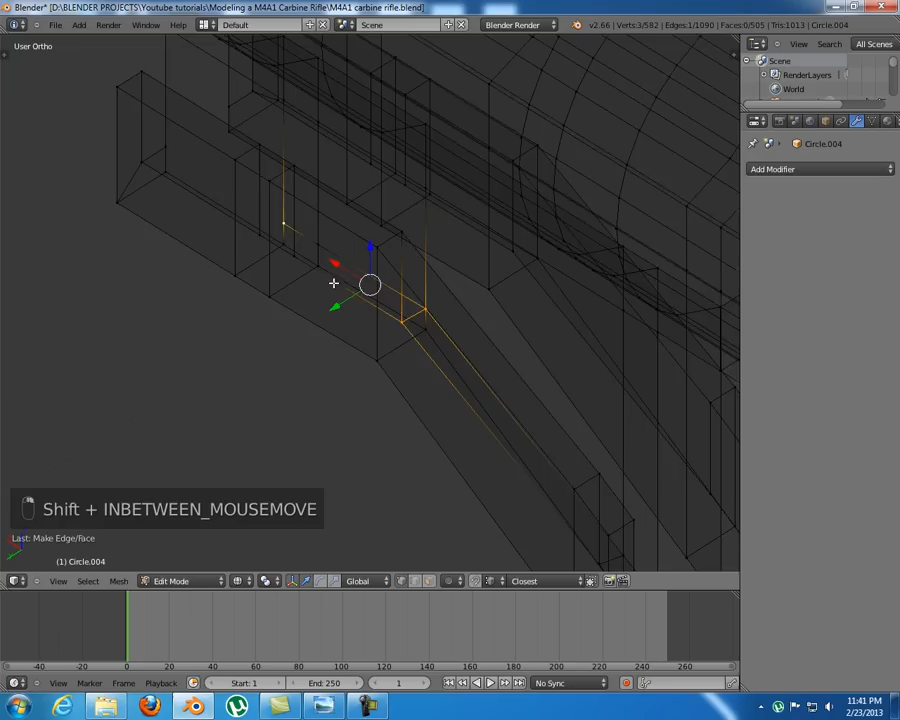 Blender* [D:\BLENDER PROJECTS\Youtube tutorials\Modeling a M4A1 Carbine Rifle\M4A1 carbine rifle.blend]
File Add Render Window Help Default Scene Blender Render v2.66 | Verts:3/582 | Edges:1/1090 | Faces:0/505 | Tris:1013 | Circle.004
User Ortho
View Search All Scenes
Scene
RenderLayers
World
Circle.004
Add Modifier
Shift + INBETWEEN_MOUSEMOVE
Last: Make Edge/Face
(1) Circle.004
View Select Mesh Edit Mode Global Closest
-40 -20 0 20 40 60 80 100 120 140 160 180 200 220 240 260
View Marker Frame Playback Start: 1 End: 250 1 No Sync
11:41 PM
2/23/2013